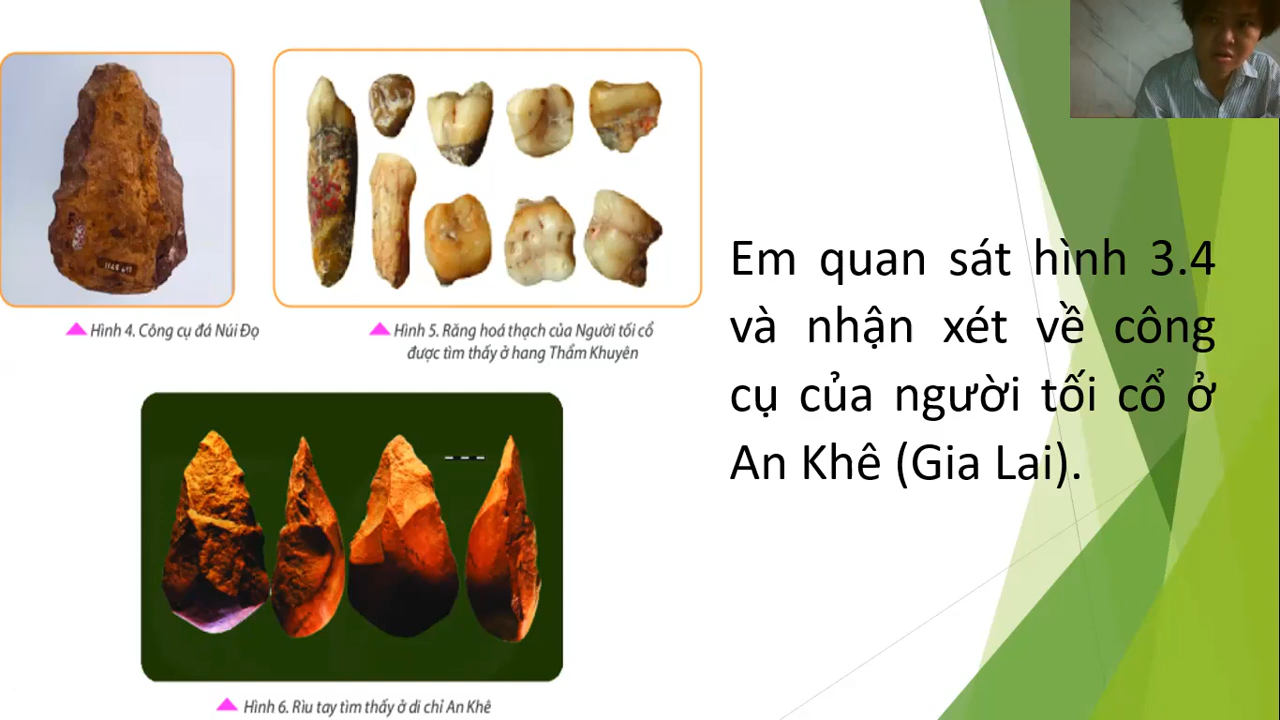 Hình 4. Công cụ đá Núi Đọ
Hình 5. Răng hoá thạch của Người tối cổ
được tìm thấy ở hang Thẩm Khuyên
Em quan sát hình 3.4
và nhận xét về công
cụ của người tối cổ ở
An Khê (Gia Lai).
Hình 6. Rìu tay tìm thấy ở di chỉ An Khê